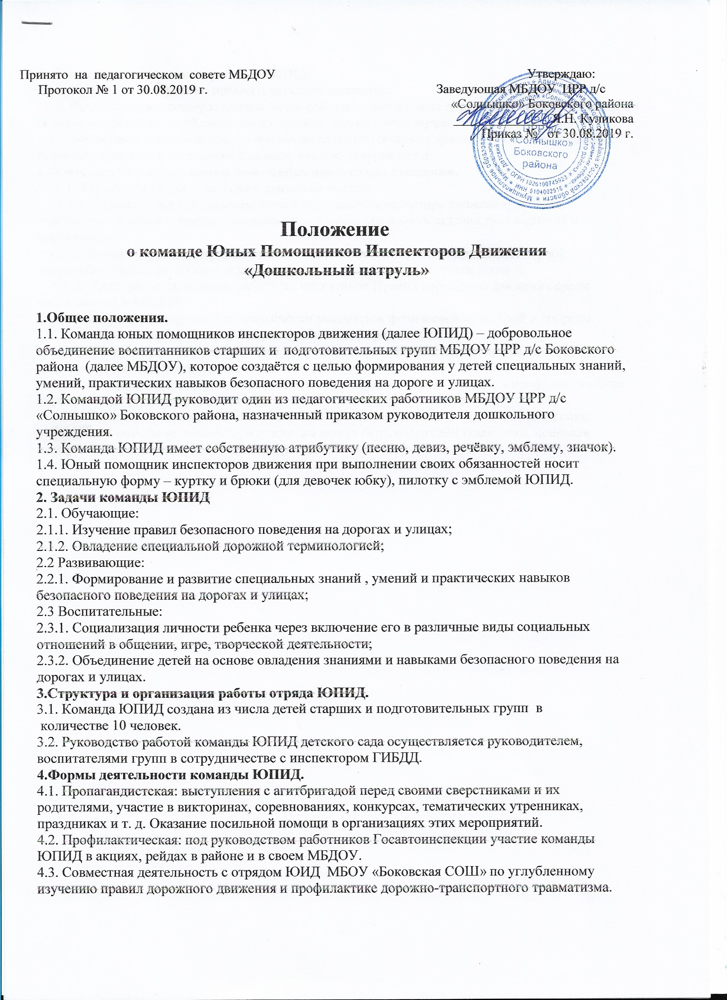 Принято на педагогическом совете МБДОУ
Протокол № 1 от 30.08.2019 г.
Утверждаю:
Заведующая МБДОУ ЦРР д/с
«Солнышко» Боковского района
Я.Н. Куликова
Приказ № от 30.08.2019 г.
ЦРР д/с
«Солнышко»
Боковского
района
ОГРН 1026100745923 * ИНН 6104002516
Положение
о команде Юных Помощников Инспекторов Движения
«Дошкольный патруль»
1.Общее положения.
1.1. Команда юных помощников инспекторов движения (далее ЮПИД) – добровольное
объединение воспитанников старших и подготовительных групп МБДОУ ЦРР д/с Боковского
района (далее МБДОУ), которое создаётся с целью формирования у детей специальных знаний,
умений, практических навыков безопасного поведения на дороге и улицах.
1.2. Командой ЮПИД руководит один из педагогических работников МБДОУ ЦРР д/с
«Солнышко» Боковского района, назначенный приказом руководителя дошкольного
учреждения.
1.3. Команда ЮПИД имеет собственную атрибутику (песню, девиз, речёвку, эмблему, значок).
1.4. Юный помощник инспекторов движения при выполнении своих обязанностей носит
специальную форму – куртку и брюки (для девочек юбку), пилотку с эмблемой ЮПИД.
2. Задачи команды ЮПИД
2.1. Обучающие:
2.1.1. Изучение правил безопасного поведения на дорогах и улицах;
2.1.2. Овладение специальной дорожной терминологией;
2.2 Развивающие:
2.2.1. Формирование и развитие специальных знаний , умений и практических навыков
безопасного поведения на дорогах и улицах;
2.3 Воспитательные:
2.3.1. Социализация личности ребенка через включение его в различные виды социальных
отношений в общении, игре, творческой деятельности;
2.3.2. Объединение детей на основе овладения знаниями и навыками безопасного поведения на
дорогах и улицах.
3.Структура и организация работы отряда ЮПИД.
3.1. Команда ЮПИД создана из числа детей старших и подготовительных групп в
количестве 10 человек.
3.2. Руководство работой команды ЮПИД детского сада осуществляется руководителем,
воспитателями групп в сотрудничестве с инспектором ГИБДД.
4.Формы деятельности команды ЮПИД.
4.1. Пропагандистская: выступления с агитбригадой перед своими сверстниками и их
родителями, участие в викторинах, соревнованиях, конкурсах, тематических утренниках,
праздниках и т. д. Оказание посильной помощи в организациях этих мероприятий.
4.2. Профилактическая: под руководством работников Госавтоинспекции участие команды
ЮПИД в акциях, рейдах в районе и в своем МБДОУ.
4.3. Совместная деятельность с отрядом ЮИД МБОУ «Боковская СОШ» по углубленному
изучению правил дорожного движения и профилактике дорожно-транспортного травматизма.